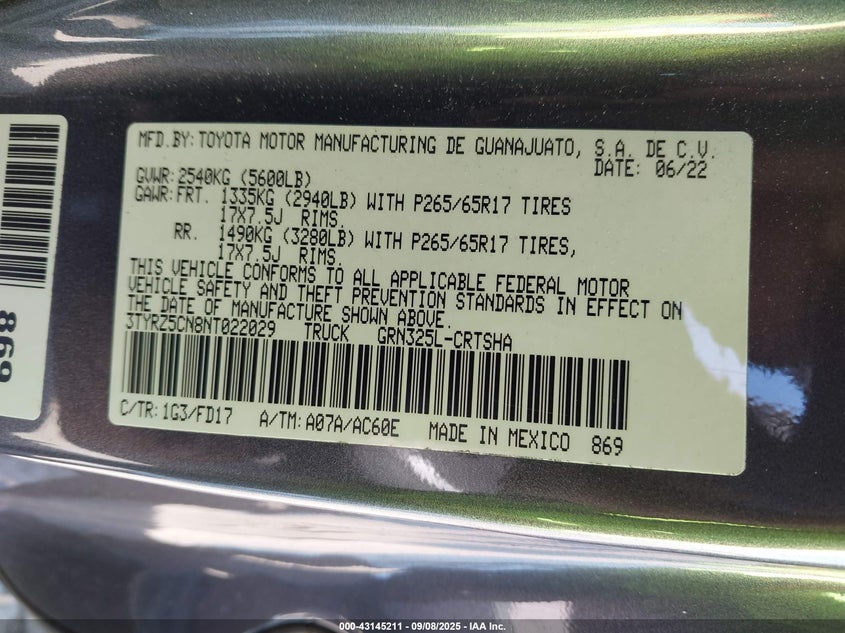 MFD.BY: TOYOTA MOTOR MANUFACTURING DE GUANAJUATO, S.A. DE C.V.
DATE: 06/22
GVWR: 2540KG (5600LB)
GAWR: FRT. 1335KG (2940LB) WITH P265/65R17 TIRES
17X7.5J RIMS,
RR. 1490KG (3280LB) WITH P265/65R17 TIRES,
17X7.5J RIMS.
THIS VEHICLE CONFORMS TO ALL APPLICABLE FEDERAL MOTOR
VEHICLE SAFETY AND THEFT PREVENTION STANDARDS IN EFFECT ON
THE DATE OF MANUFACTURE SHOWN ABOVE.
3TYRZ5CN8NT022029 TRUCK GRN325L-CRTSHA
C/TR: 1G3/FD17 A/TM: A07A/AC60E MADE IN MEXICO 869
869
000-43145211 - 09/08/2025 - IAA Inc.